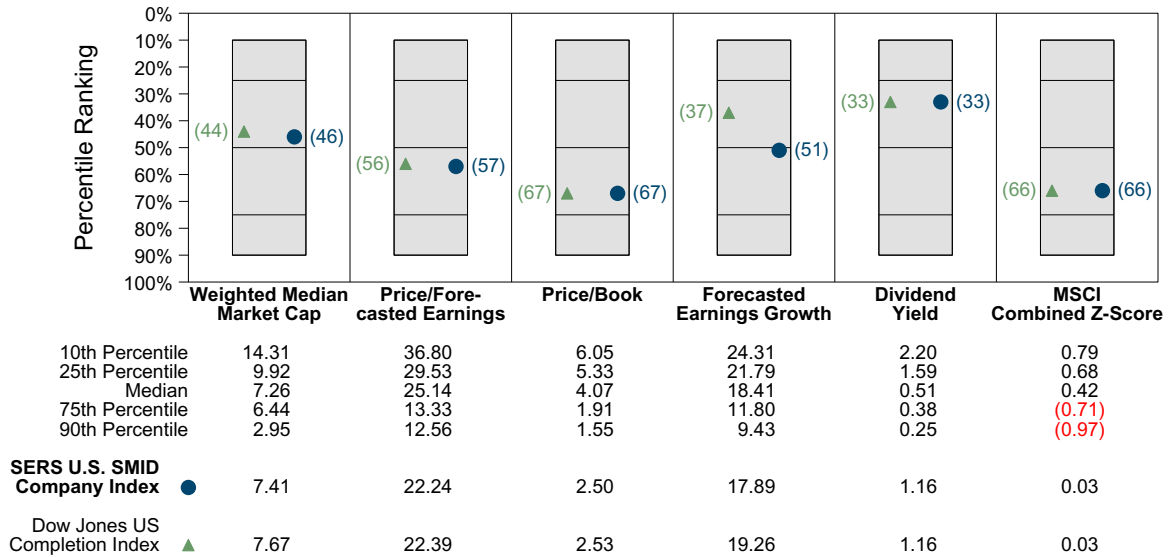 0%
10%
20%
30%
40%
50%
60%
70%
80%
90%
100%
Percentile Ranking
(44) (46)
(56) (57)
(67) (67)
(37)
(51)
(33) (33)
(66) (66)
Weighted Median
Market Cap
Price/Fore-
casted Earnings
Price/Book
Forecasted
Earnings Growth
Dividend
Yield
MSCI
Combined Z-Score
10th Percentile 14.31 36.80 6.05 24.31 2.20 0.79
25th Percentile 9.92 29.53 5.33 21.79 1.59 0.68
Median 7.26 25.14 4.07 18.41 0.51 0.42
75th Percentile 6.44 13.33 1.91 11.80 0.38 (0.71)
90th Percentile 2.95 12.56 1.55 9.43 0.25 (0.97)
SERS U.S. SMID
Company Index 7.41 22.24 2.50 17.89 1.16 0.03
Dow Jones US
Completion Index 7.67 22.39 2.53 19.26 1.16 0.03